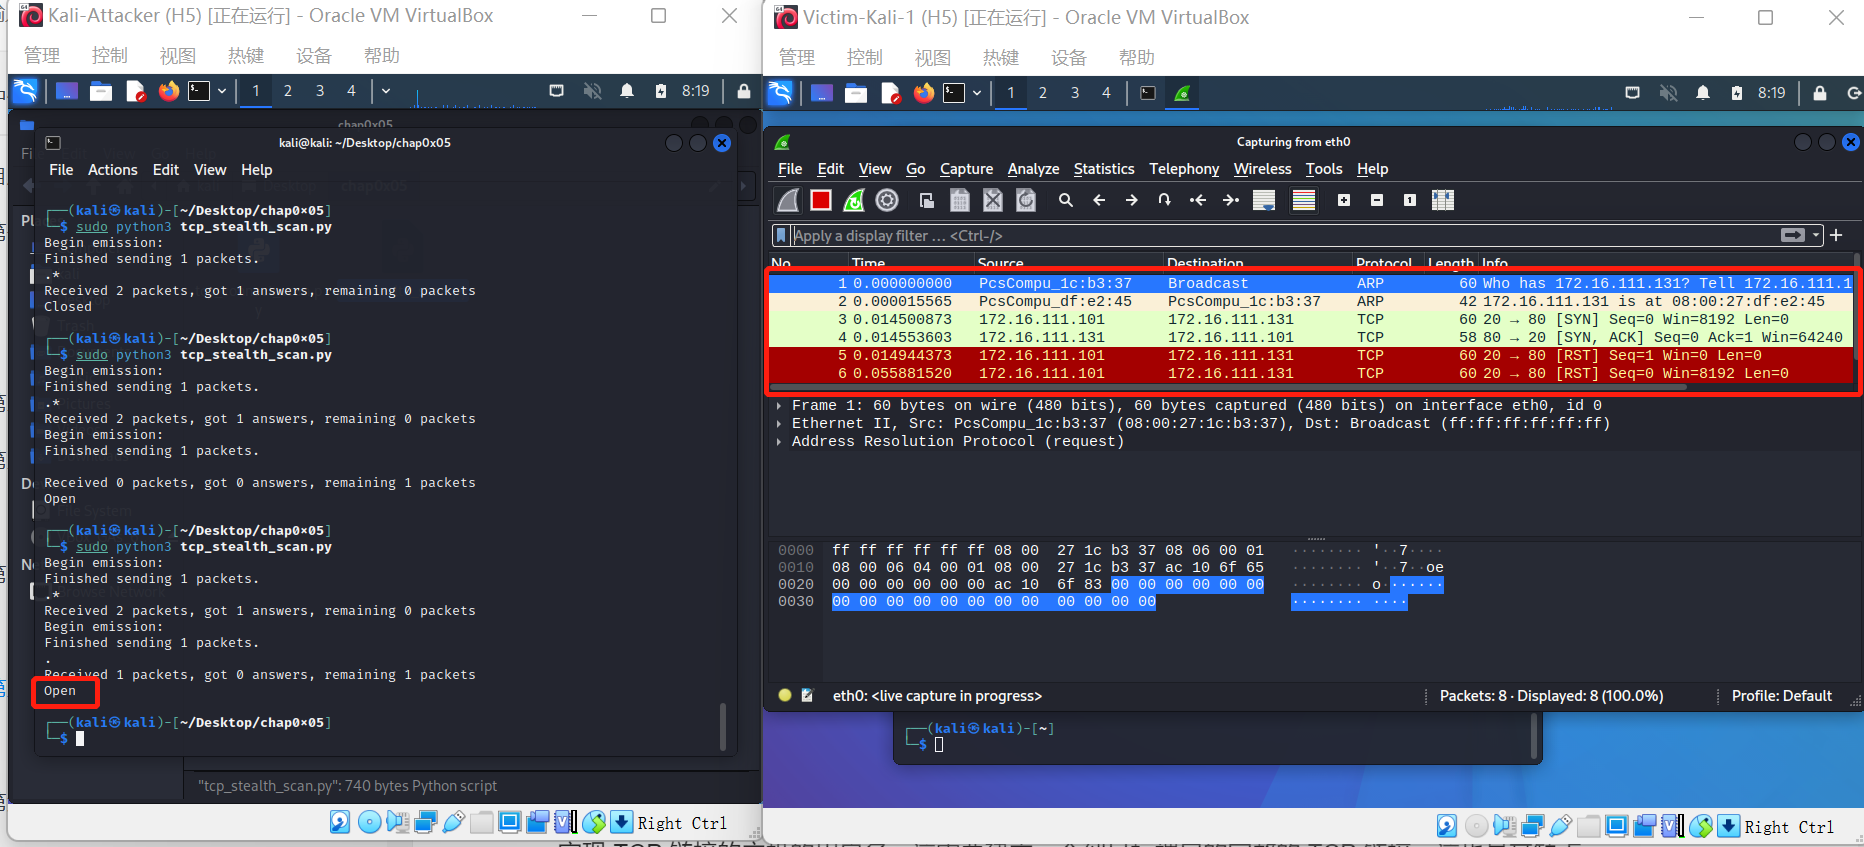 Kali-Attacker (H5) [正在运行] - Oracle VM VirtualBox
管理 控制 视图 热键 设备 帮助
1 2 3 4 8:19
chap0x05
kali@kali: ~/Desktop/chap0x05
File Actions Edit View Help
┌──(kali㉿kali)-[~/Desktop/chap0×05]
└─$ sudo python3 tcp_stealth_scan.py
Begin emission:
Finished sending 1 packets.
.*
Received 2 packets, got 1 answers, remaining 0 packets
Closed
┌──(kali㉿kali)-[~/Desktop/chap0×05]
└─$ sudo python3 tcp_stealth_scan.py
Begin emission:
Finished sending 1 packets.
.*
Received 2 packets, got 1 answers, remaining 0 packets
Begin emission:
Finished sending 1 packets.
Received 0 packets, got 0 answers, remaining 1 packets
Open
┌──(kali㉿kali)-[~/Desktop/chap0×05]
└─$ sudo python3 tcp_stealth_scan.py
Begin emission:
Finished sending 1 packets.
.*
Received 2 packets, got 1 answers, remaining 0 packets
Begin emission:
Finished sending 1 packets.
.
Received 1 packets, got 0 answers, remaining 1 packets
Open
┌──(kali㉿kali)-[~/Desktop/chap0×05]
└─$
"tcp_stealth_scan.py": 740 bytes Python script
Right Ctrl
Victim-Kali-1 (H5) [正在运行] - Oracle VM VirtualBox
管理 控制 视图 热键 设备 帮助
1 2 3 4 8:19
Capturing from eth0
File Edit View Go Capture Analyze Statistics Telephony Wireless Tools Help
Apply a display filter … <Ctrl-/>
No. Time Source Destination Protocol Length Info
1 0.000000000 PcsCompu_1c:b3:37 Broadcast ARP 60 Who has 172.16.111.131? Tell 172.16.111.1
2 0.000015565 PcsCompu_df:e2:45 PcsCompu_1c:b3:37 ARP 42 172.16.111.131 is at 08:00:27:df:e2:45
3 0.014500873 172.16.111.101 172.16.111.131 TCP 60 20 → 80 [SYN] Seq=0 Win=8192 Len=0
4 0.014553603 172.16.111.131 172.16.111.101 TCP 58 80 → 20 [SYN, ACK] Seq=0 Ack=1 Win=64240
5 0.014944373 172.16.111.101 172.16.111.131 TCP 60 20 → 80 [RST] Seq=1 Win=0 Len=0
6 0.055881520 172.16.111.101 172.16.111.131 TCP 60 20 → 80 [RST] Seq=0 Win=8192 Len=0
Frame 1: 60 bytes on wire (480 bits), 60 bytes captured (480 bits) on interface eth0, id 0
Ethernet II, Src: PcsCompu_1c:b3:37 (08:00:27:1c:b3:37), Dst: Broadcast (ff:ff:ff:ff:ff:ff)
Address Resolution Protocol (request)
0000 ff ff ff ff ff ff 08 00 27 1c b3 37 08 06 00 01 ········ '··7····
0010 08 00 06 04 00 01 08 00 27 1c b3 37 ac 10 6f 65 ········ '··7··oe
0020 00 00 00 00 00 00 ac 10 6f 83 00 00 00 00 00 00 ········ o·······
0030 00 00 00 00 00 00 00 00 00 00 00 00 ········ ····
eth0: <live capture in progress> Packets: 8 · Displayed: 8 (100.0%) Profile: Default
┌──(kali㉿kali)-[~]
└─$
Right Ctrl